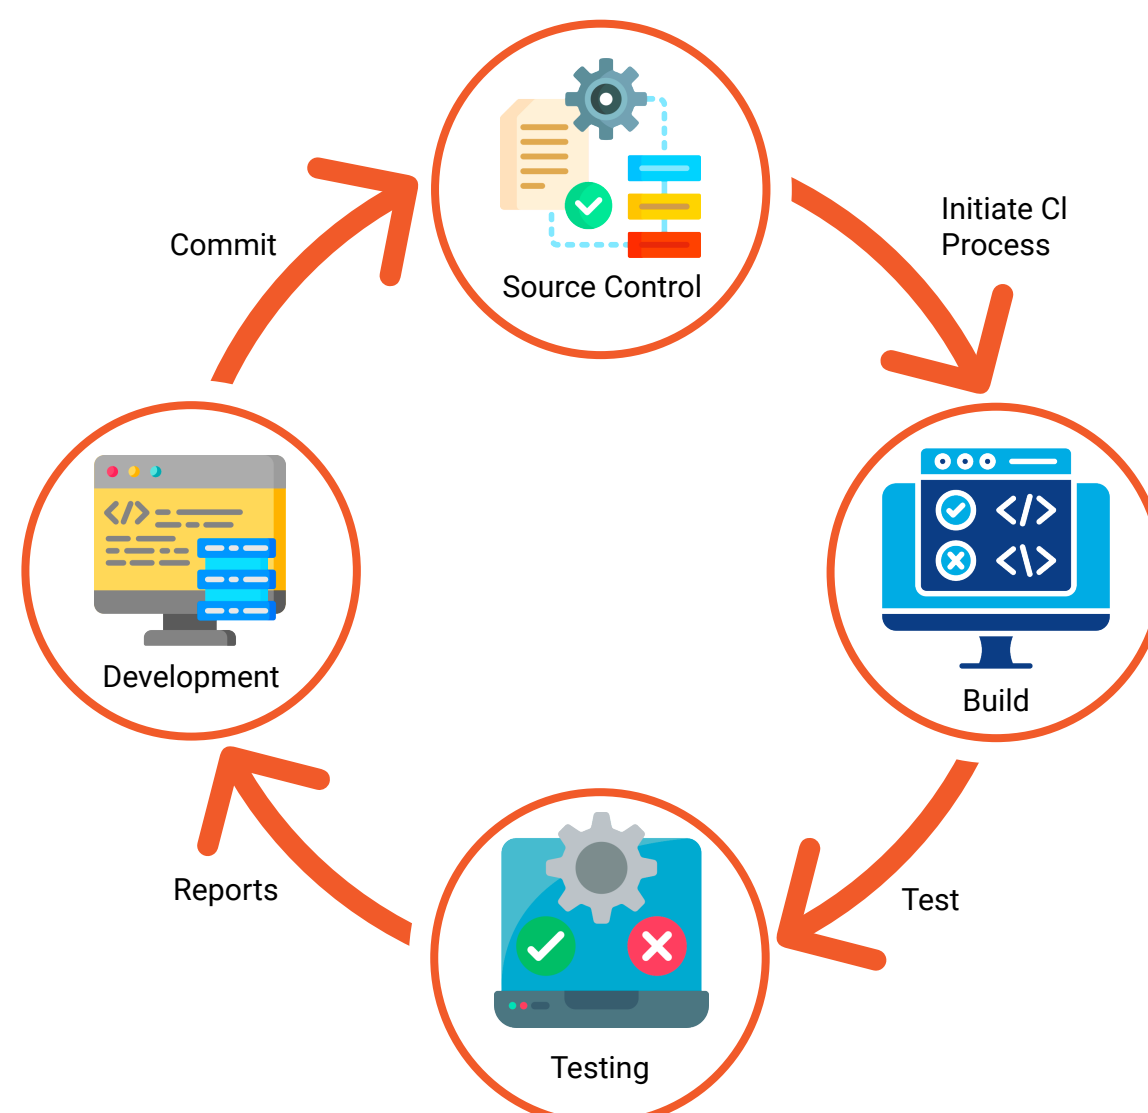 Source Control
Commit
Initiate CI
Process
Development
Build
Reports
Test
Testing